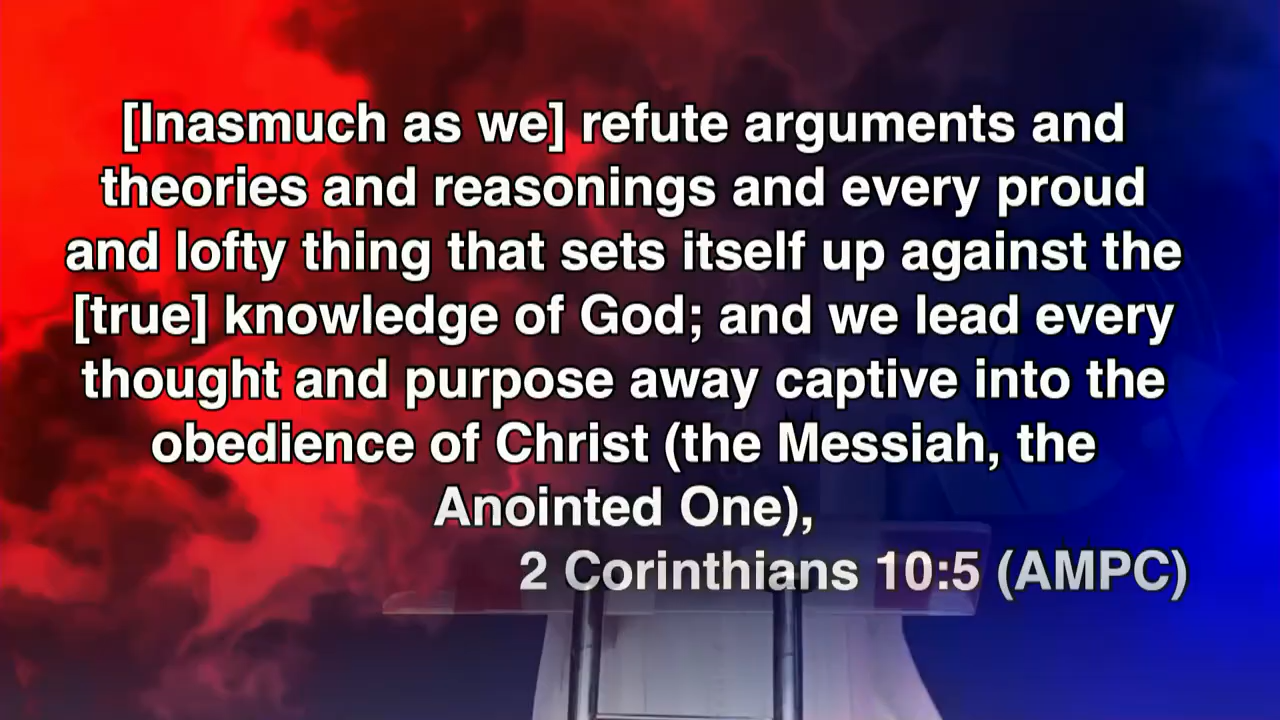 [Inasmuch as we] refute arguments and
theories and reasonings and every proud
and lofty thing that sets itself up against the
[true] knowledge of God; and we lead every
thought and purpose away captive into the
obedience of Christ (the Messiah, the
Anointed One),
2 Corinthians 10:5 (AMPC)